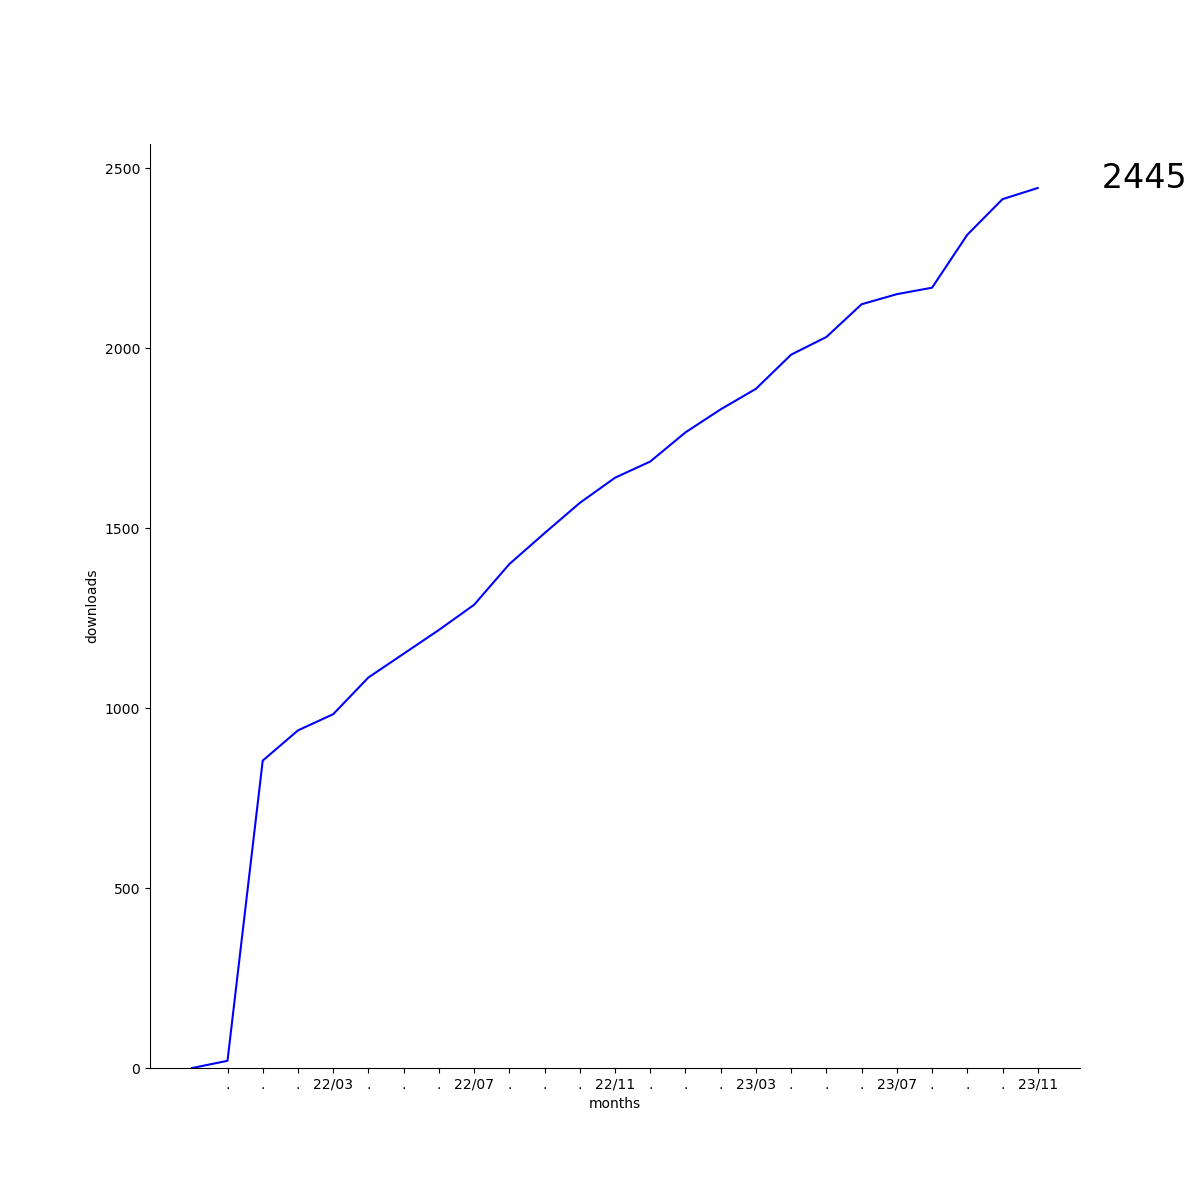 2445
2500
2000
1500
1000
500
0
downloads
. . . 22/03 . . . 22/07 . . . 22/11 . . . 23/03 . . . 23/07 . . . 23/11
months